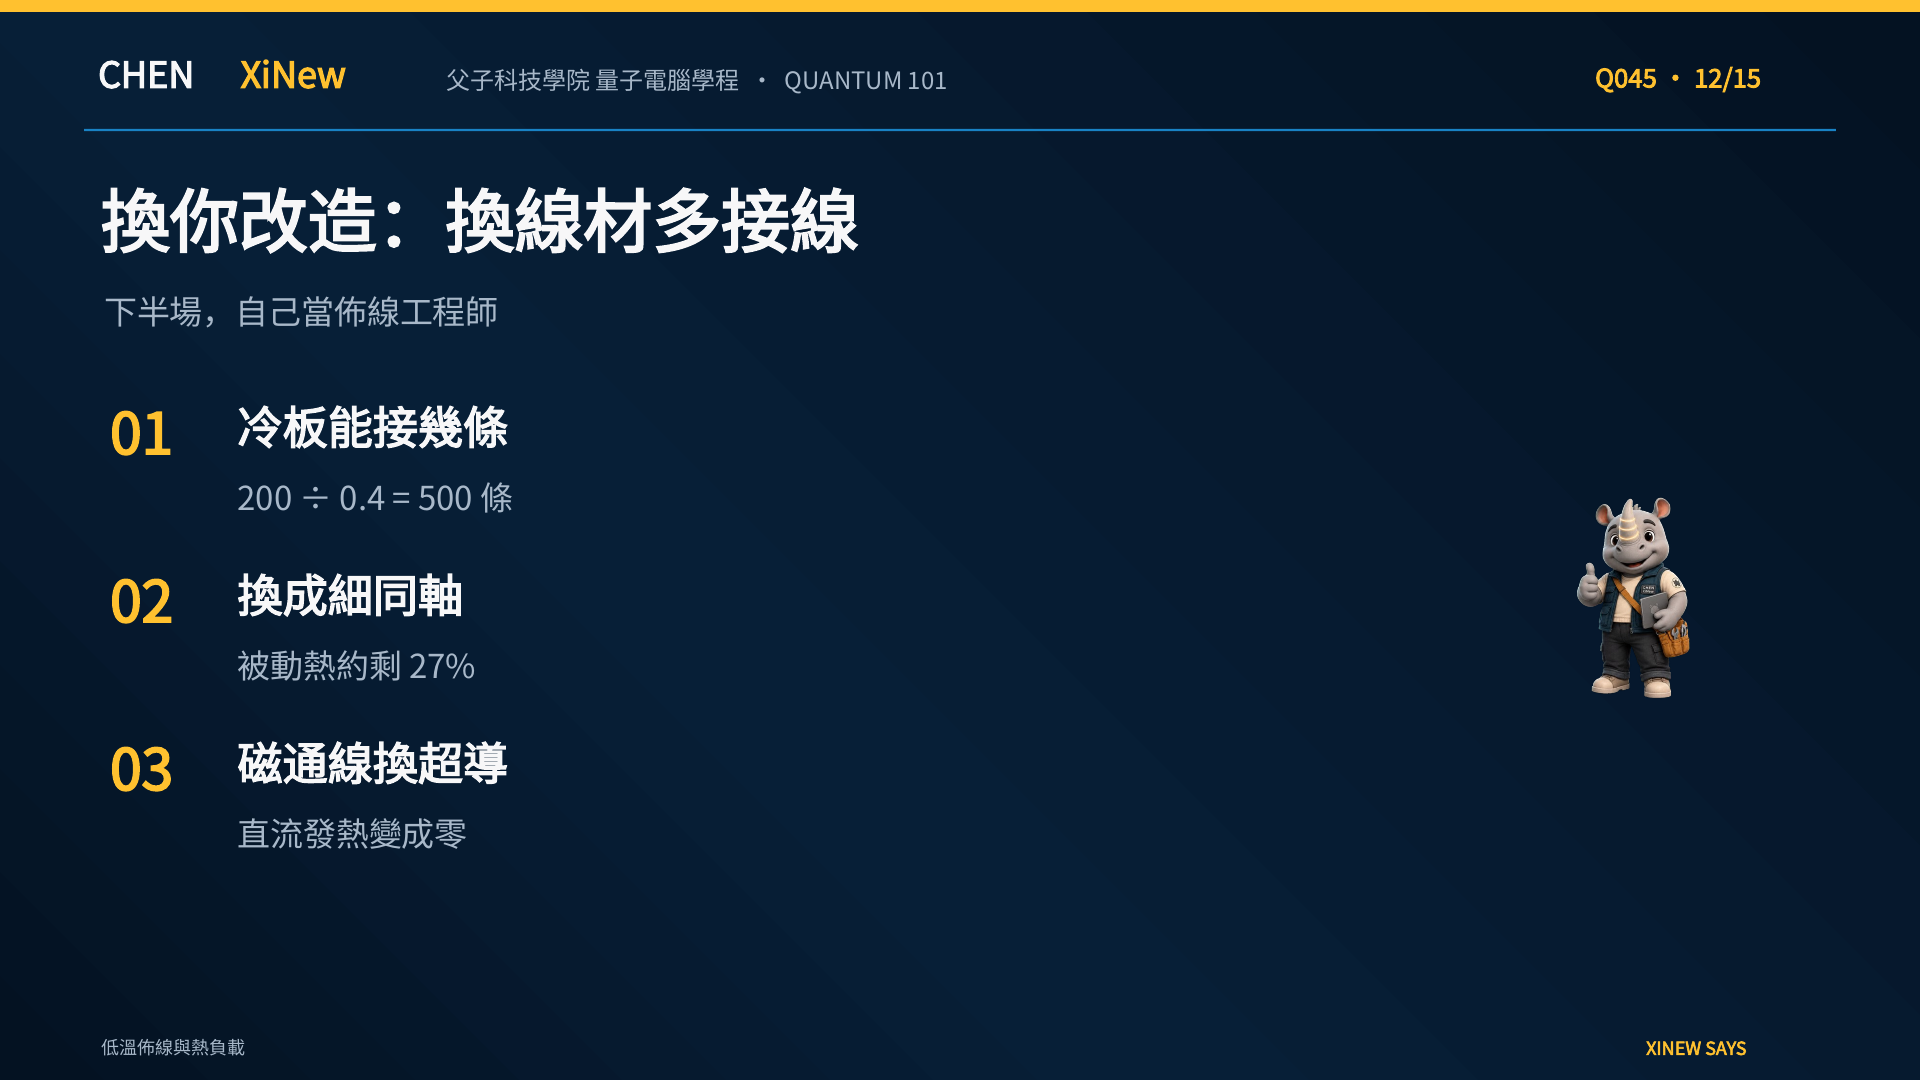 CHEN XiNew 父子科技學院 量子電腦學程 · QUANTUM 101 Q045 · 12/15
換你改造：換線材多接線
下半場，自己當佈線工程師
01 冷板能接幾條
200 ÷ 0.4 = 500 條
02 換成細同軸
被動熱約剩 27%
03 磁通線換超導
直流發熱變成零
低溫佈線與熱負載 XINEW SAYS